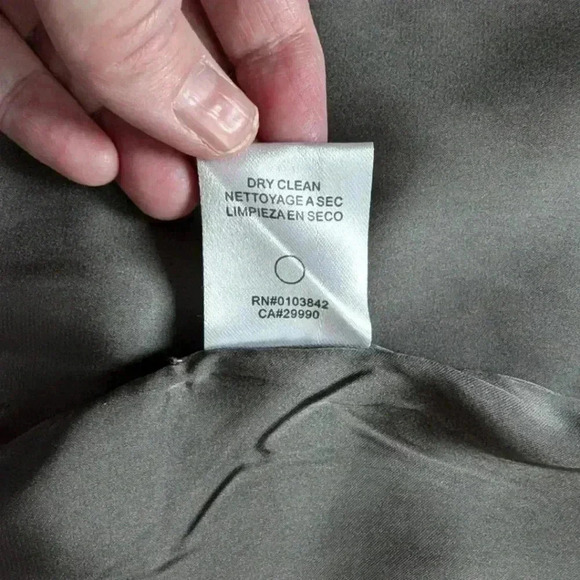 DRY CLEAN
NETTOYAGE A SEC
LIMPIEZA EN SECO
RN#0103842
CA#29990